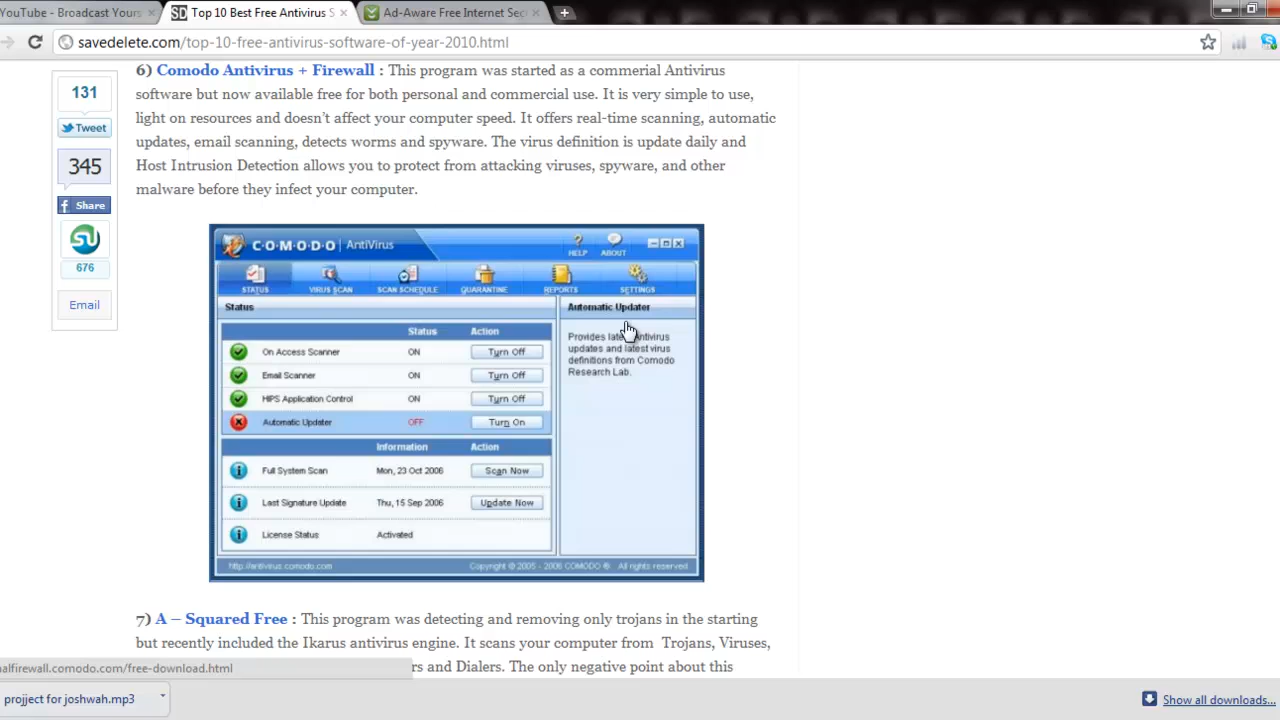 YouTube - Broadcast Yours
SD Top 10 Best Free Antivirus S
Ad-Aware Free Internet Sec
savedelete.com/top-10-free-antivirus-software-of-year-2010.html
131
Tweet
345
Share
676
Email
6) Comodo Antivirus + Firewall : This program was started as a commerial Antivirus
software but now available free for both personal and commercial use. It is very simple to use,
light on resources and doesn't affect your computer speed. It offers real-time scanning, automatic
updates, email scanning, detects worms and spyware. The virus definition is update daily and
Host Intrusion Detection allows you to protect from attacking viruses, spyware, and other
malware before they infect your computer.
COMODO AntiVirus
HELP ABOUT
STATUS VIRUS SCAN SCAN SCHEDULE QUARANTINE REPORTS SETTINGS
Status
Status Action
On Access Scanner ON Turn Off
Email Scanner ON Turn Off
HIPS Application Control ON Turn Off
Automatic Updater OFF Turn On
Information Action
Full System Scan Mon, 23 Oct 2006 Scan Now
Last Signature Update Thu, 15 Sep 2006 Update Now
License Status Activated
Automatic Updater
Provides latest Antivirus
updates and latest virus
definitions from Comodo
Research Lab.
http://antivirus.comodo.com Copyright © 2005 - 2006 COMODO ®. All rights reserved
7) A – Squared Free : This program was detecting and removing only trojans in the starting
but recently included the Ikarus antivirus engine. It scans your computer from Trojans, Viruses,
rs and Dialers. The only negative point about this
nalfirewall.comodo.com/free-download.html
projject for joshwah.mp3
Show all downloads...